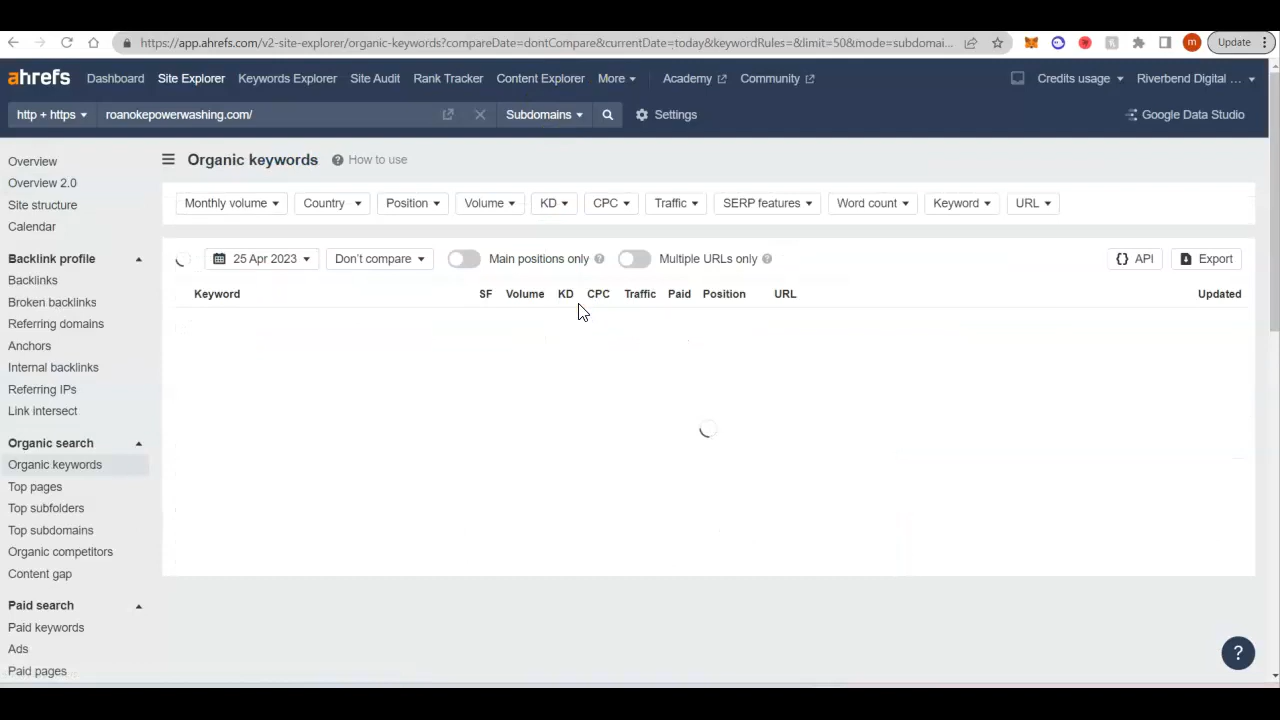 https://app.ahrefs.com/v2-site-explorer/organic-keywords?compareDate=dontCompare&currentDate=today&keywordRules=&limit=50&mode=subdomai...
m
Update
ahrefs
Dashboard
Site Explorer
Keywords Explorer
Site Audit
Rank Tracker
Content Explorer
More
Academy
Community
Credits usage
Riverbend Digital ...
http + https
roanokepowerwashing.com/
Subdomains
Settings
Google Data Studio
Organic keywords
? How to use
Monthly volume
Country
Position
Volume
KD
CPC
Traffic
SERP features
Word count
Keyword
URL
25 Apr 2023
Don't compare
Main positions only ?
Multiple URLs only ?
{} API
Export
Keyword
SF
Volume
KD
CPC
Traffic
Paid
Position
URL
Updated
Overview
Overview 2.0
Site structure
Calendar
Backlink profile
Backlinks
Broken backlinks
Referring domains
Anchors
Internal backlinks
Referring IPs
Link intersect
Organic search
Organic keywords
Top pages
Top subfolders
Top subdomains
Organic competitors
Content gap
Paid search
Paid keywords
Ads
Paid pages
?